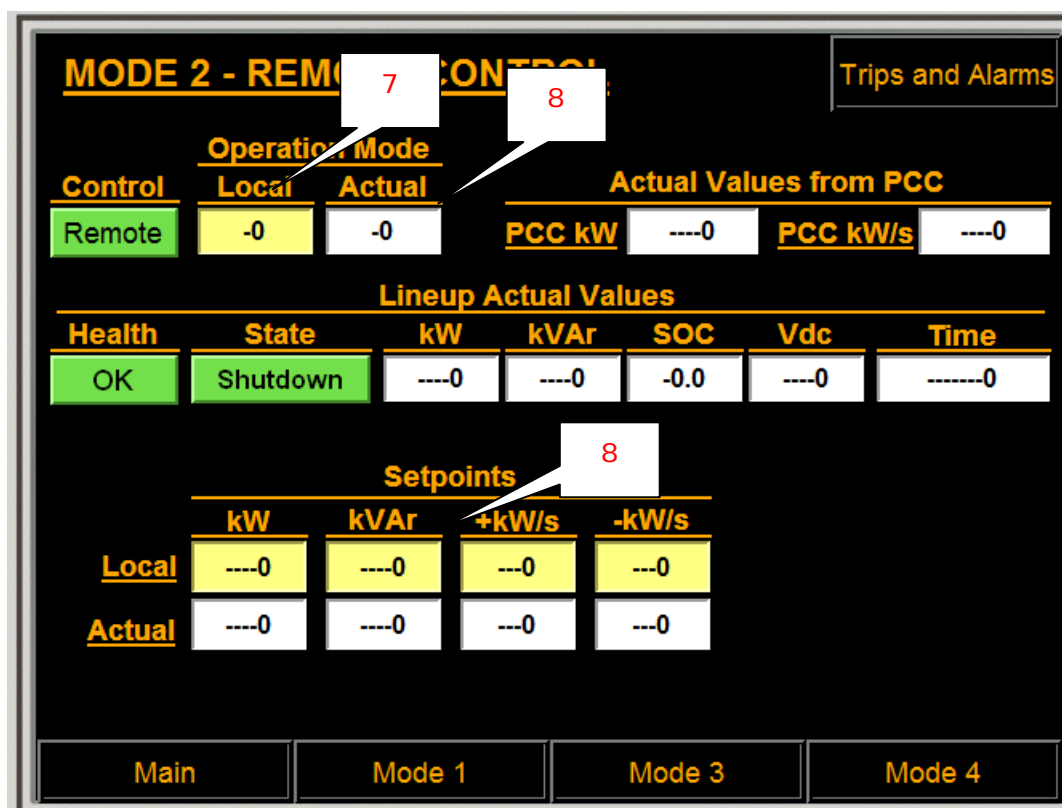 MODE 2 - REM CONTROL
7
8
Trips and Alarms
Operation Mode
Control Local Actual
Remote -0 -0
Actual Values from PCC
PCC kW ----0 PCC kW/s ----0
Lineup Actual Values
Health State kW kVAr SOC Vdc Time
OK Shutdown ----0 ----0 -0.0 ----0 -------0
8
Setpoints
kW kVAr +kW/s -kW/s
Local ----0 ----0 ---0 ---0
Actual ----0 ----0 ---0 ---0
Main Mode 1 Mode 3 Mode 4